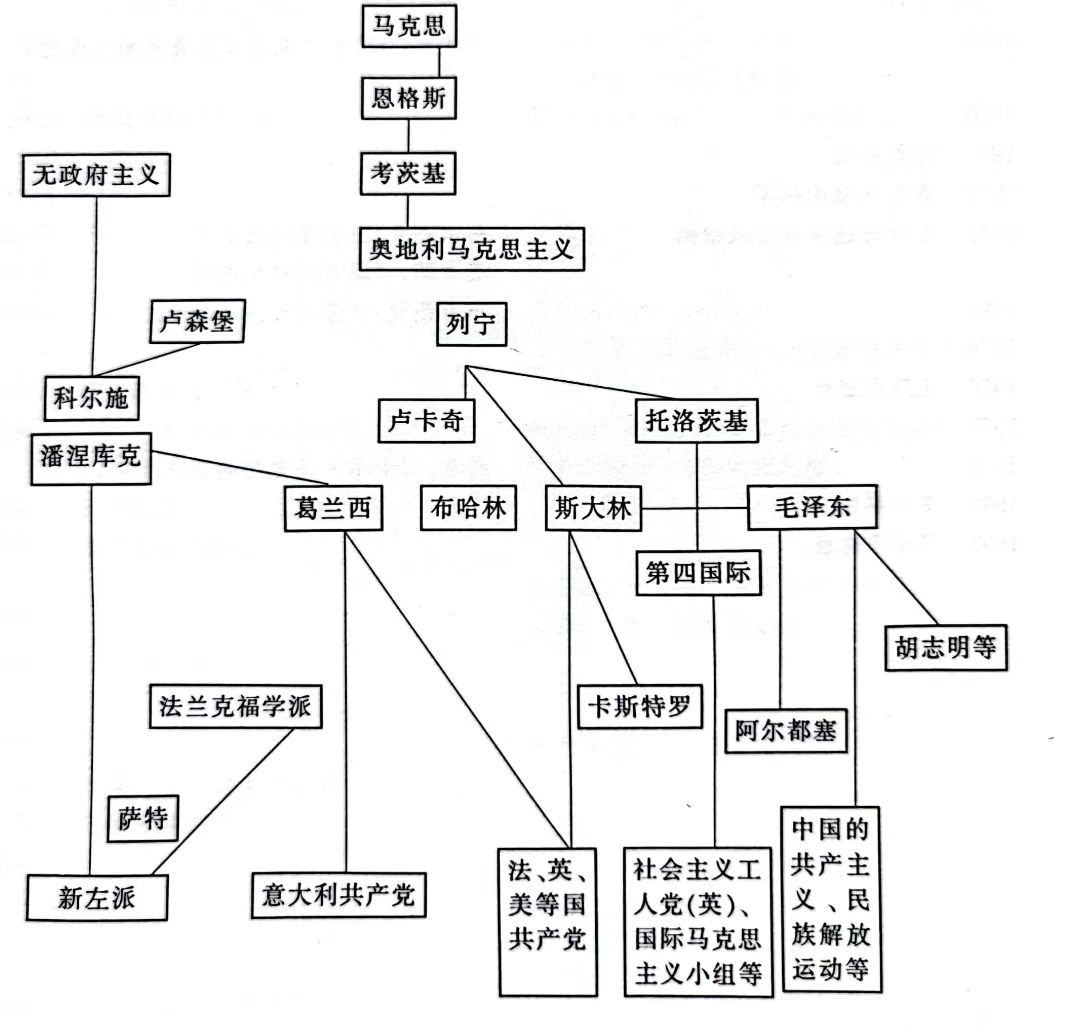 马克思
恩格斯
无政府主义
考茨基
奥地利马克思主义
卢森堡
列宁
科尔施
卢卡奇
托洛茨基
潘涅库克
葛兰西
布哈林
斯大林
毛泽东
第四国际
胡志明等
法兰克福学派
卡斯特罗
阿尔都塞
萨特
新左派
意大利共产党
法、英、
美等国
共产党
社会主义工
人党(英)、
国际马克思
主义小组等
中国的
共产主
义、民
族解放
运动等